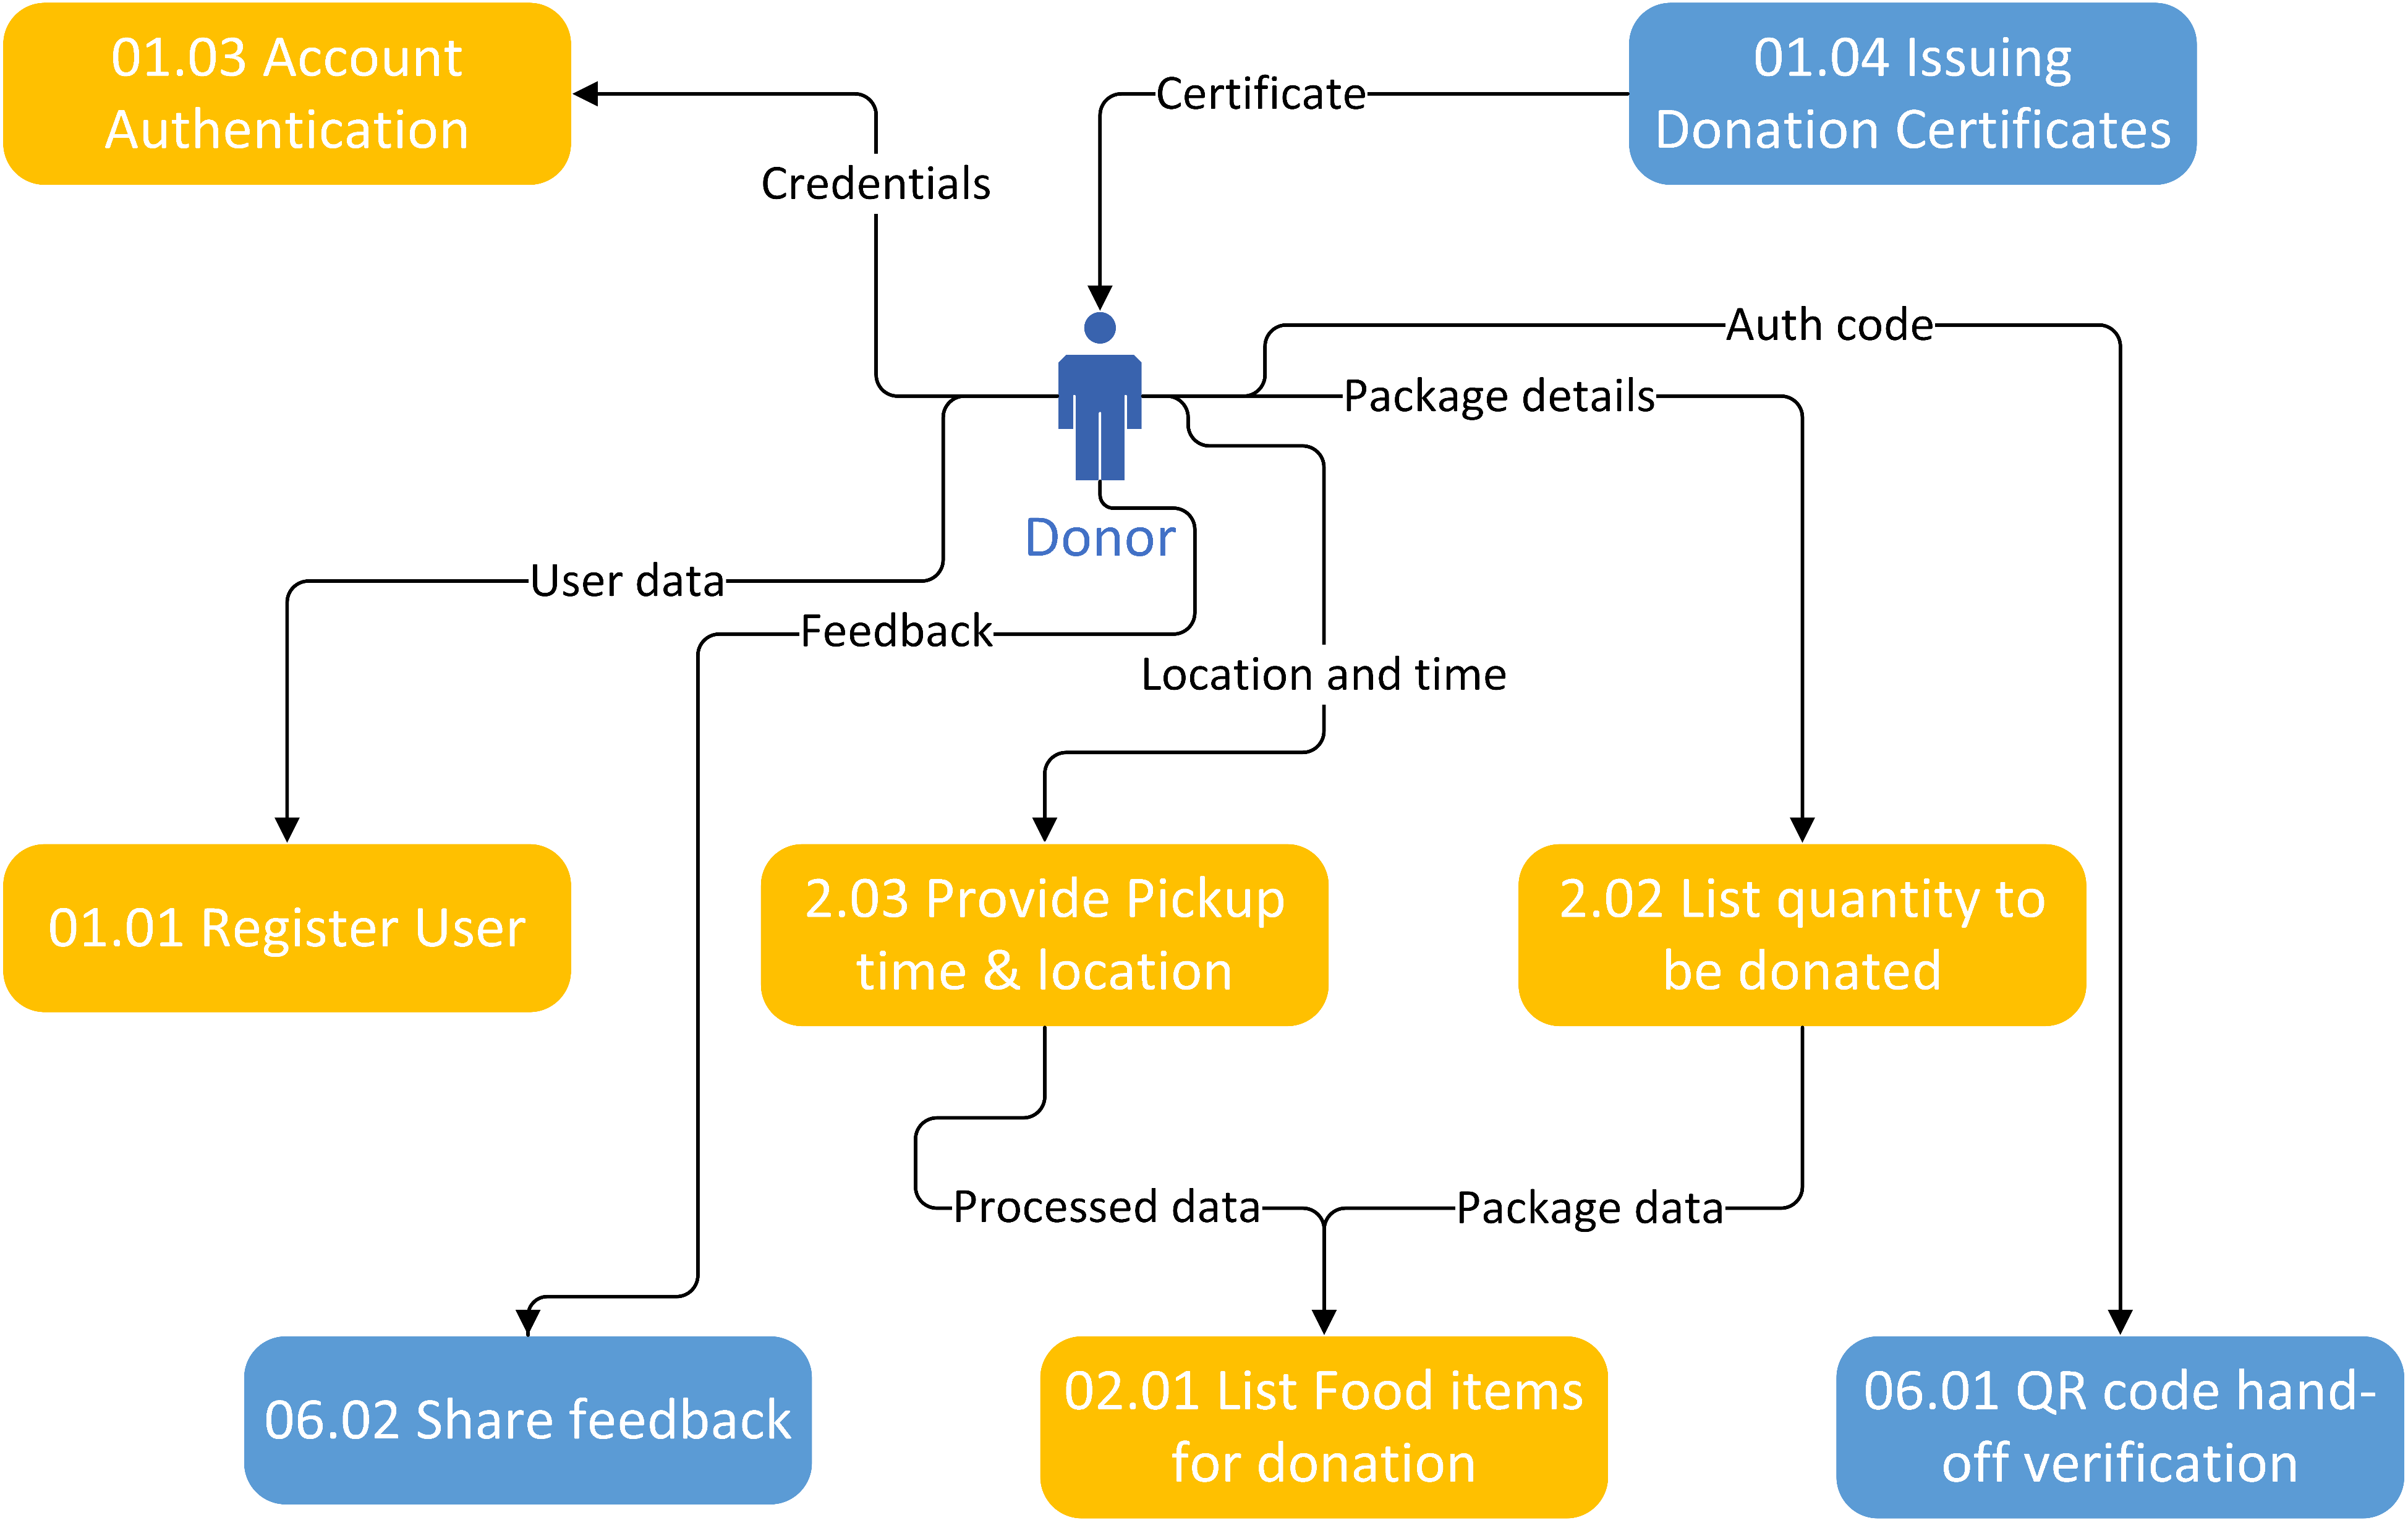 01.03 Account
Authentication
01.04 Issuing
Donation Certificates
Certificate
Credentials
Auth code
Package details
Donor
User data
Feedback
Location and time
01.01 Register User
2.03 Provide Pickup
time & location
2.02 List quantity to
be donated
Processed data
Package data
06.02 Share feedback
02.01 List Food items
for donation
06.01 QR code hand-
off verification